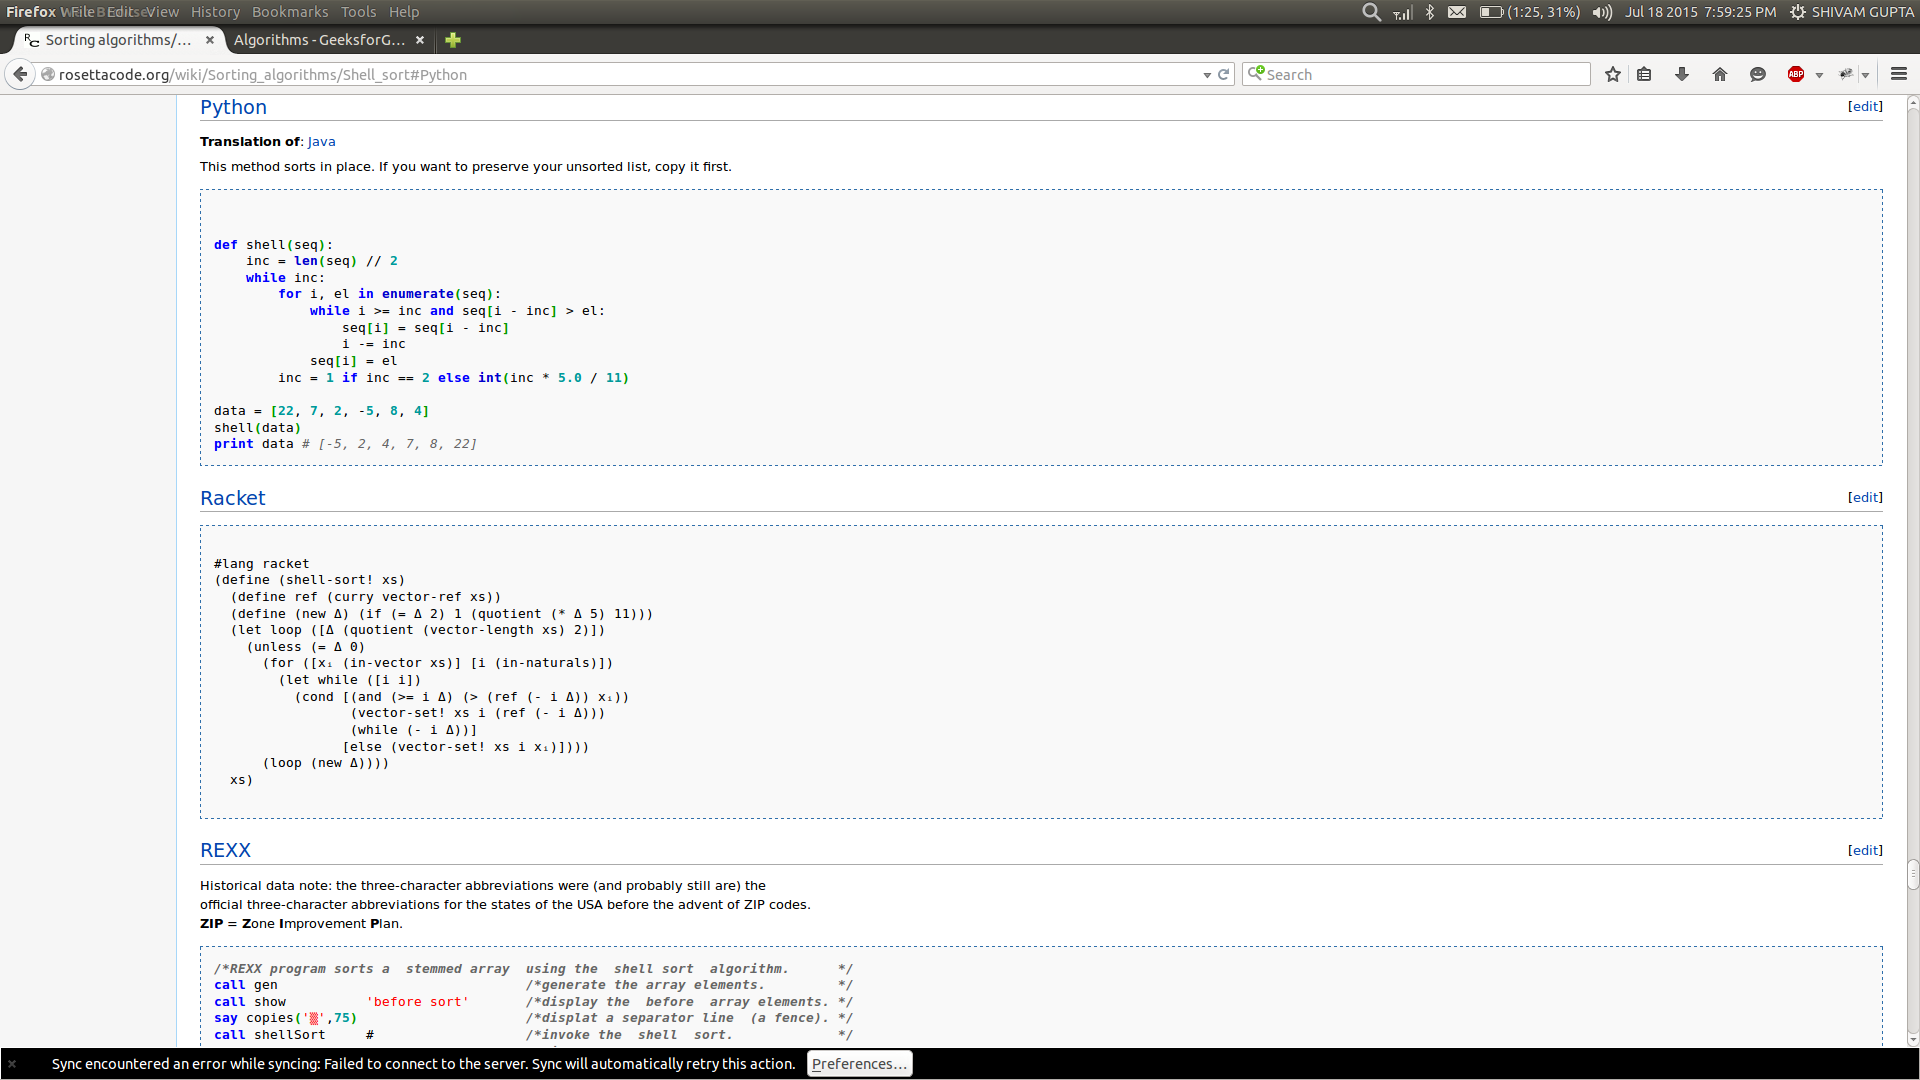 Firefox Web Browser File Edit View History Bookmarks Tools Help (1:25, 31%) Jul 18 2015 7:59:25 PM SHIVAM GUPTA
Sorting algorithms/... × Algorithms - GeeksforG... ×
rosettacode.org/wiki/Sorting_algorithms/Shell_sort#Python Search ABP
Python [edit]
Translation of: Java
This method sorts in place. If you want to preserve your unsorted list, copy it first.
def shell(seq):
    inc = len(seq) // 2
    while inc:
        for i, el in enumerate(seq):
            while i >= inc and seq[i - inc] > el:
                seq[i] = seq[i - inc]
                i -= inc
            seq[i] = el
        inc = 1 if inc == 2 else int(inc * 5.0 / 11)
data = [22, 7, 2, -5, 8, 4]
shell(data)
print data # [-5, 2, 4, 7, 8, 22]
Racket [edit]
#lang racket
(define (shell-sort! xs)
  (define ref (curry vector-ref xs))
  (define (new Δ) (if (= Δ 2) 1 (quotient (* Δ 5) 11)))
  (let loop ([Δ (quotient (vector-length xs) 2)])
    (unless (= Δ 0)
      (for ([xᵢ (in-vector xs)] [i (in-naturals)])
        (let while ([i i])
          (cond [(and (>= i Δ) (> (ref (- i Δ)) xᵢ))
                 (vector-set! xs i (ref (- i Δ)))
                 (while (- i Δ))]
                [else (vector-set! xs i xᵢ)])))
      (loop (new Δ))))
  xs)
REXX [edit]
Historical data note: the three-character abbreviations were (and probably still are) the
official three-character abbreviations for the states of the USA before the advent of ZIP codes.
ZIP = Zone Improvement Plan.
/*REXX program sorts a  stemmed array  using the  shell sort  algorithm.      */
call gen                               /*generate the array elements.         */
call show          'before sort'       /*display the  before  array elements. */
say copies('▒',75)                     /*displat a separator line  (a fence). */
call shellSort     #                   /*invoke the  shell  sort.             */
× Sync encountered an error while syncing: Failed to connect to the server. Sync will automatically retry this action. Preferences...